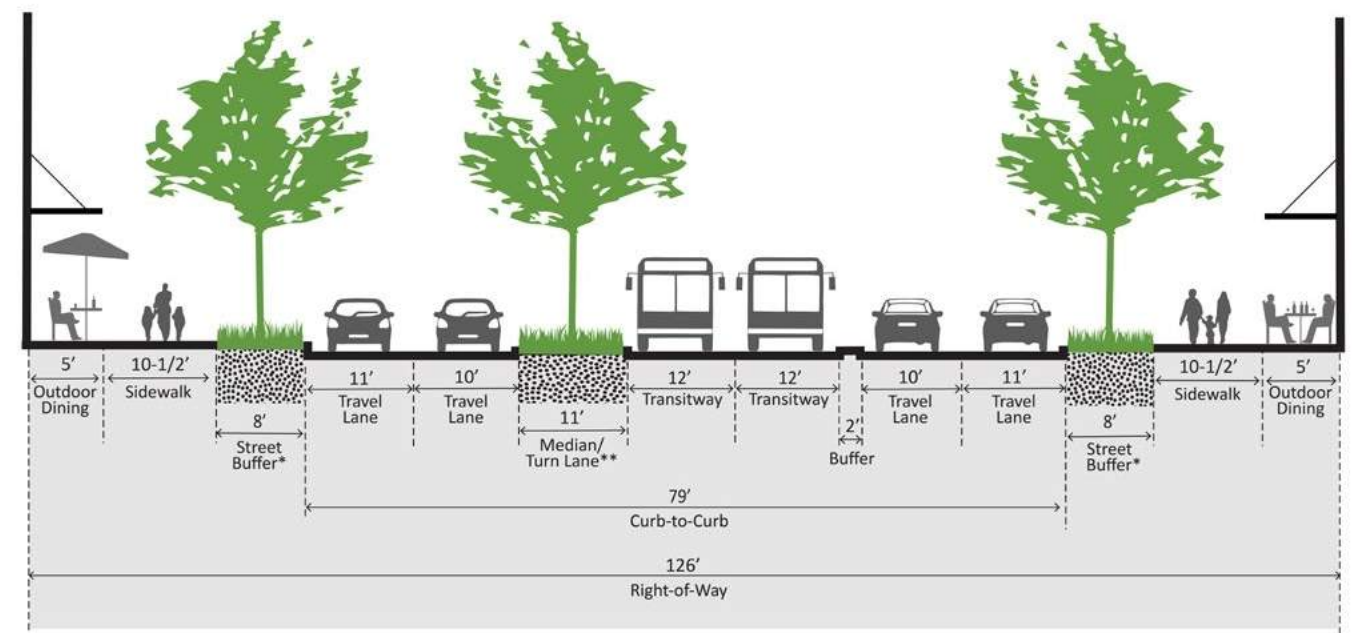 5'
Outdoor
Dining
10-1/2'
Sidewalk
8'
Street
Buffer*
11'
Travel
Lane
10'
Travel
Lane
11'
Median/
Turn Lane**
12'
Transitway
12'
Transitway
2'
Buffer
10'
Travel
Lane
11'
Travel
Lane
8'
Street
Buffer*
10-1/2'
Sidewalk
5'
Outdoor
Dining
79'
Curb-to-Curb
126'
Right-of-Way